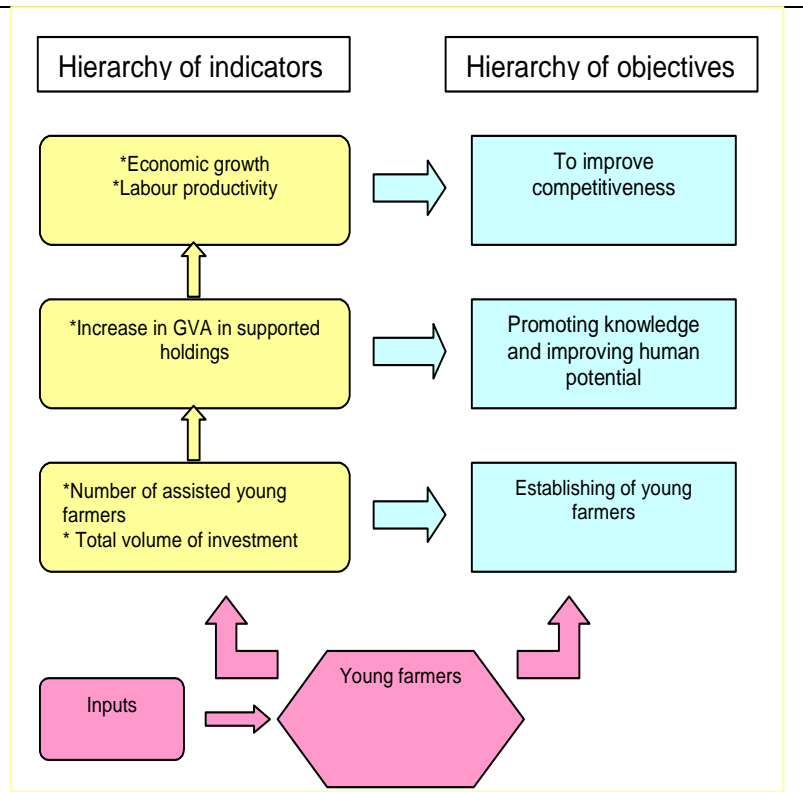 Hierarchy of indicators
Hierarchy of objectives
*Economic growth
*Labour productivity
To improve
competitiveness
*Increase in GVA in supported
holdings
Promoting knowledge
and improving human
potential
*Number of assisted young
farmers
* Total volume of investment
Establishing of young
farmers
Inputs
Young farmers